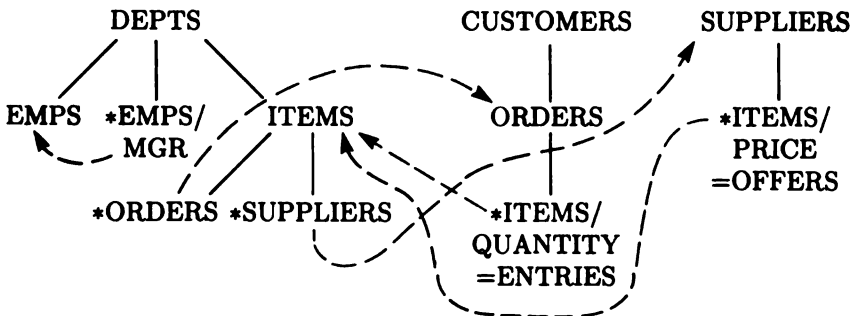 DEPTS
CUSTOMERS
SUPPLIERS
EMPS
*EMPS/
MGR
ITEMS
ORDERS
*ITEMS/
PRICE
=OFFERS
*ORDERS
*SUPPLIERS
*ITEMS/
QUANTITY
=ENTRIES